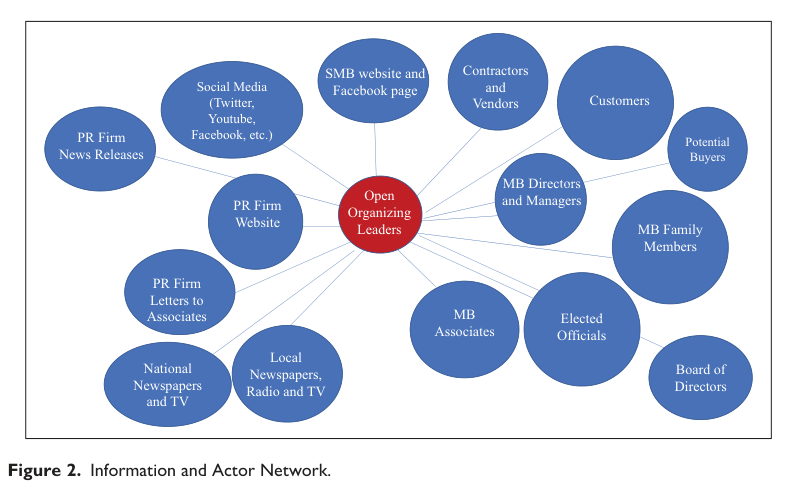 SMB website and
Facebook page
Contractors
and
Vendors
Social Media
(Twitter,
Youtube,
Facebook, etc.)
Customers
PR Firm
News Releases
Potential
Buyers
MB Directors
and Managers
Open
Organizing
Leaders
PR Firm
Website
MB Family
Members
PR Firm
Letters to
Associates
MB
Associates
Elected
Officials
National
Newspapers
and TV
Local
Newspapers,
Radio and TV
Board of
Directors
Figure 2. Information and Actor Network.